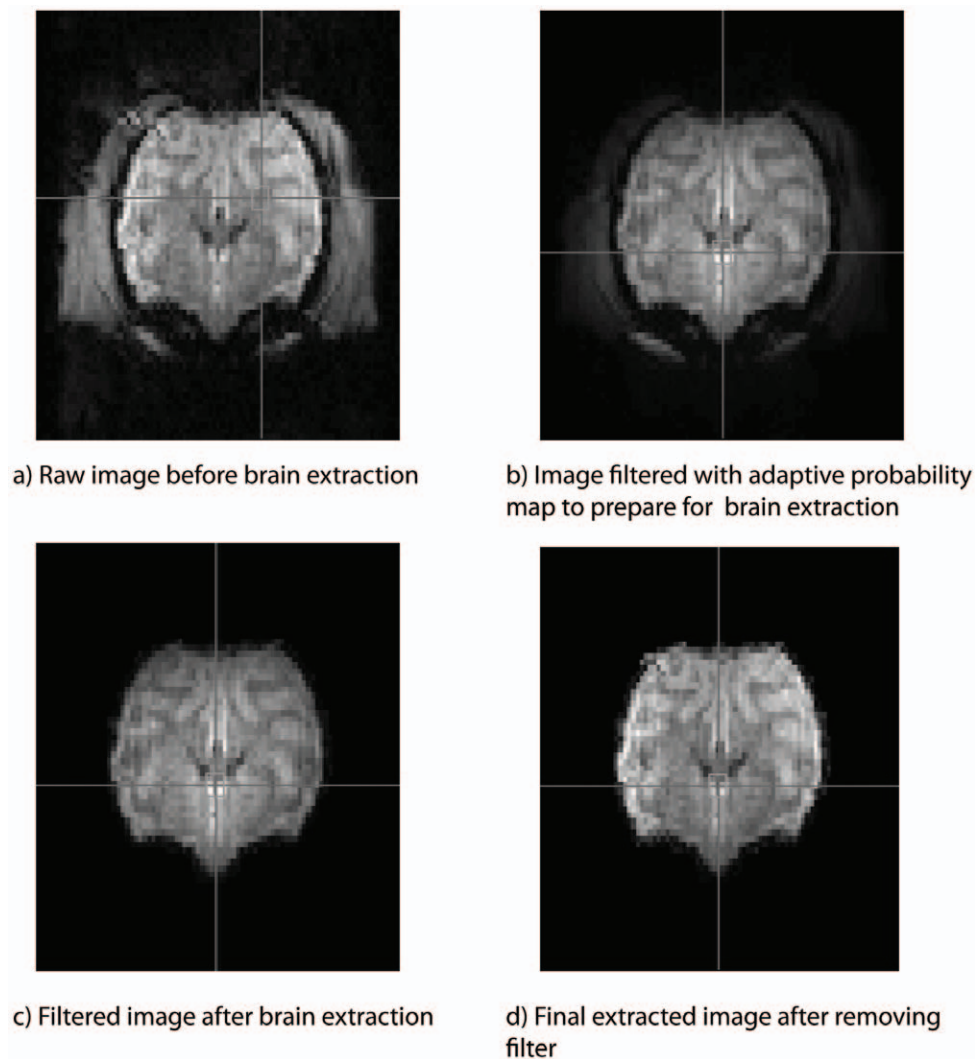 a) Raw image before brain extraction
b) Image filtered with adaptive probability
map to prepare for brain extraction
c) Filtered image after brain extraction
d) Final extracted image after removing
filter